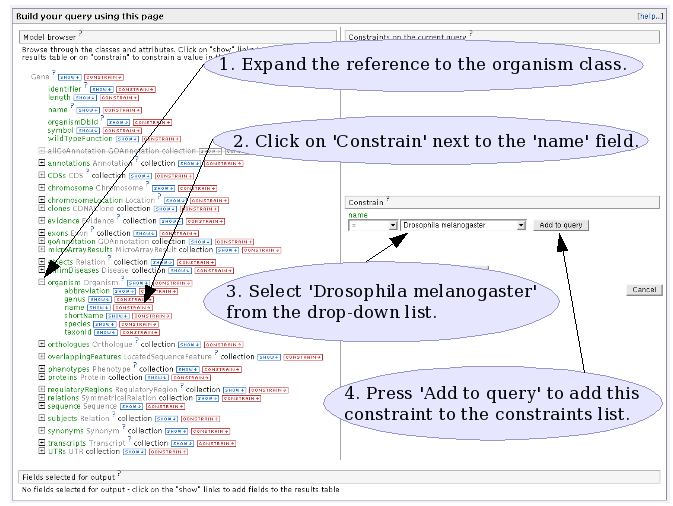 Build your query using this page [help..]
Model browser ?
Constraints on the current query ?
Browse through the classes and attributes. Click on "show" links
results table or on "constrain" to constrain a value in
1. Expand the reference to the organism class.
Gene ? SHOW CONSTRAIN
identifier SHOW CONSTRAIN
length SHOW CONSTRAIN
name ? SHOW CONSTRAIN
organismDbId ? SHOW CONSTRAIN
symbol SHOW CONSTRAIN
wildTypeFunction SHOW CONSTRAIN
2. Click on 'Constrain' next to the 'name' field.
allGoAnnotation GOAnnotation collection
annotations Annotation ? collection SHOW CONSTRAIN
CDSs CDS ? collection SHOW CONSTRAIN
chromosome Chromosome ? SHOW CONSTRAIN
chromosomeLocation Location ? SHOW CONSTRAIN
clones CDNAClone collection SHOW CONSTRAIN
evidence Evidence ? collection SHOW CONSTRAIN
exons Exon ? collection SHOW CONSTRAIN
goAnnotation GOAnnotation collection SHOW CONSTRAIN
microArrayResults MicroArrayResult collection SHOW CONSTRAIN
Relation ? collection SHOW CONSTRAIN
Disease collection SHOW CONSTRAIN
organism Organism ? SHOW CONSTRAIN
abbreviation SHOW CONSTRAIN
genus SHOW CONSTRAIN
name SHOW CONSTRAIN
shortName SHOW CONSTRAIN
species SHOW CONSTRAIN
taxonId SHOW CONSTRAIN
orthologues Orthologue ? collection SHOW CONSTRAIN
overlappingFeatures LocatedSequenceFeature ? collection SHOW CONSTRAIN
phenotypes Phenotype ? collection SHOW CONSTRAIN
proteins Protein ? collection SHOW CONSTRAIN
regulatoryRegions RegulatoryRegion ? collection SHOW CONSTRAIN
relations SymmetricalRelation collection SHOW CONSTRAIN
sequence Sequence ? SHOW CONSTRAIN
subjects Relation ? collection SHOW CONSTRAIN
synonyms Synonym ? collection SHOW CONSTRAIN
transcripts Transcript ? collection SHOW CONSTRAIN
UTRs UTR collection SHOW CONSTRAIN
Constrain ?
name
= Drosophila melanogaster Add to query
3. Select 'Drosophila melanogaster'
from the drop-down list.
Cancel
4. Press 'Add to query' to add this
constraint to the constraints list.
Fields selected for output ?
No fields selected for output - click on the "show" links to add fields to the results table